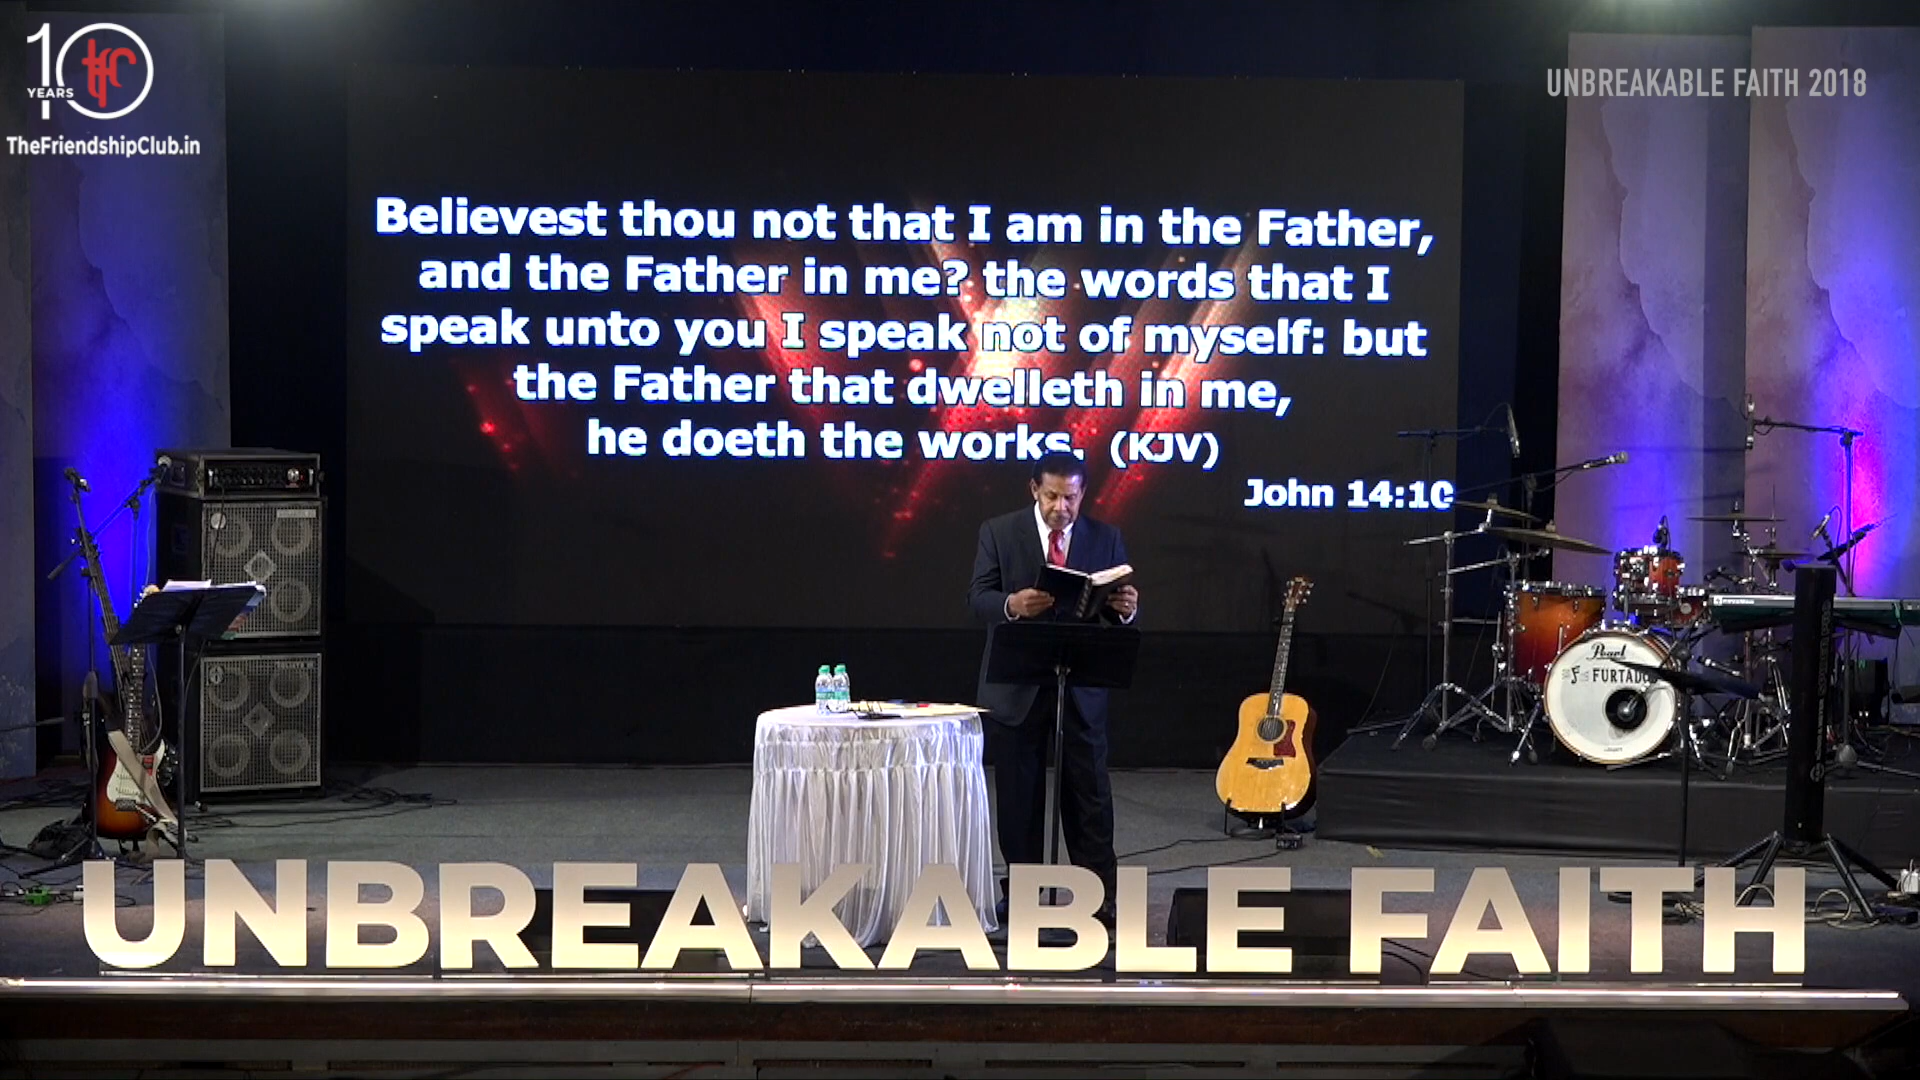 10
YEARS
tfc
TheFriendshipClub.in
UNBREAKABLE FAITH 2018
Believest thou not that I am in the Father,
and the Father in me? the words that I
speak unto you I speak not of myself: but
the Father that dwelleth in me,
he doeth the works. (KJV)
John 14:10
Pearl
FURTADOS
UNBREAKABLE FAITH